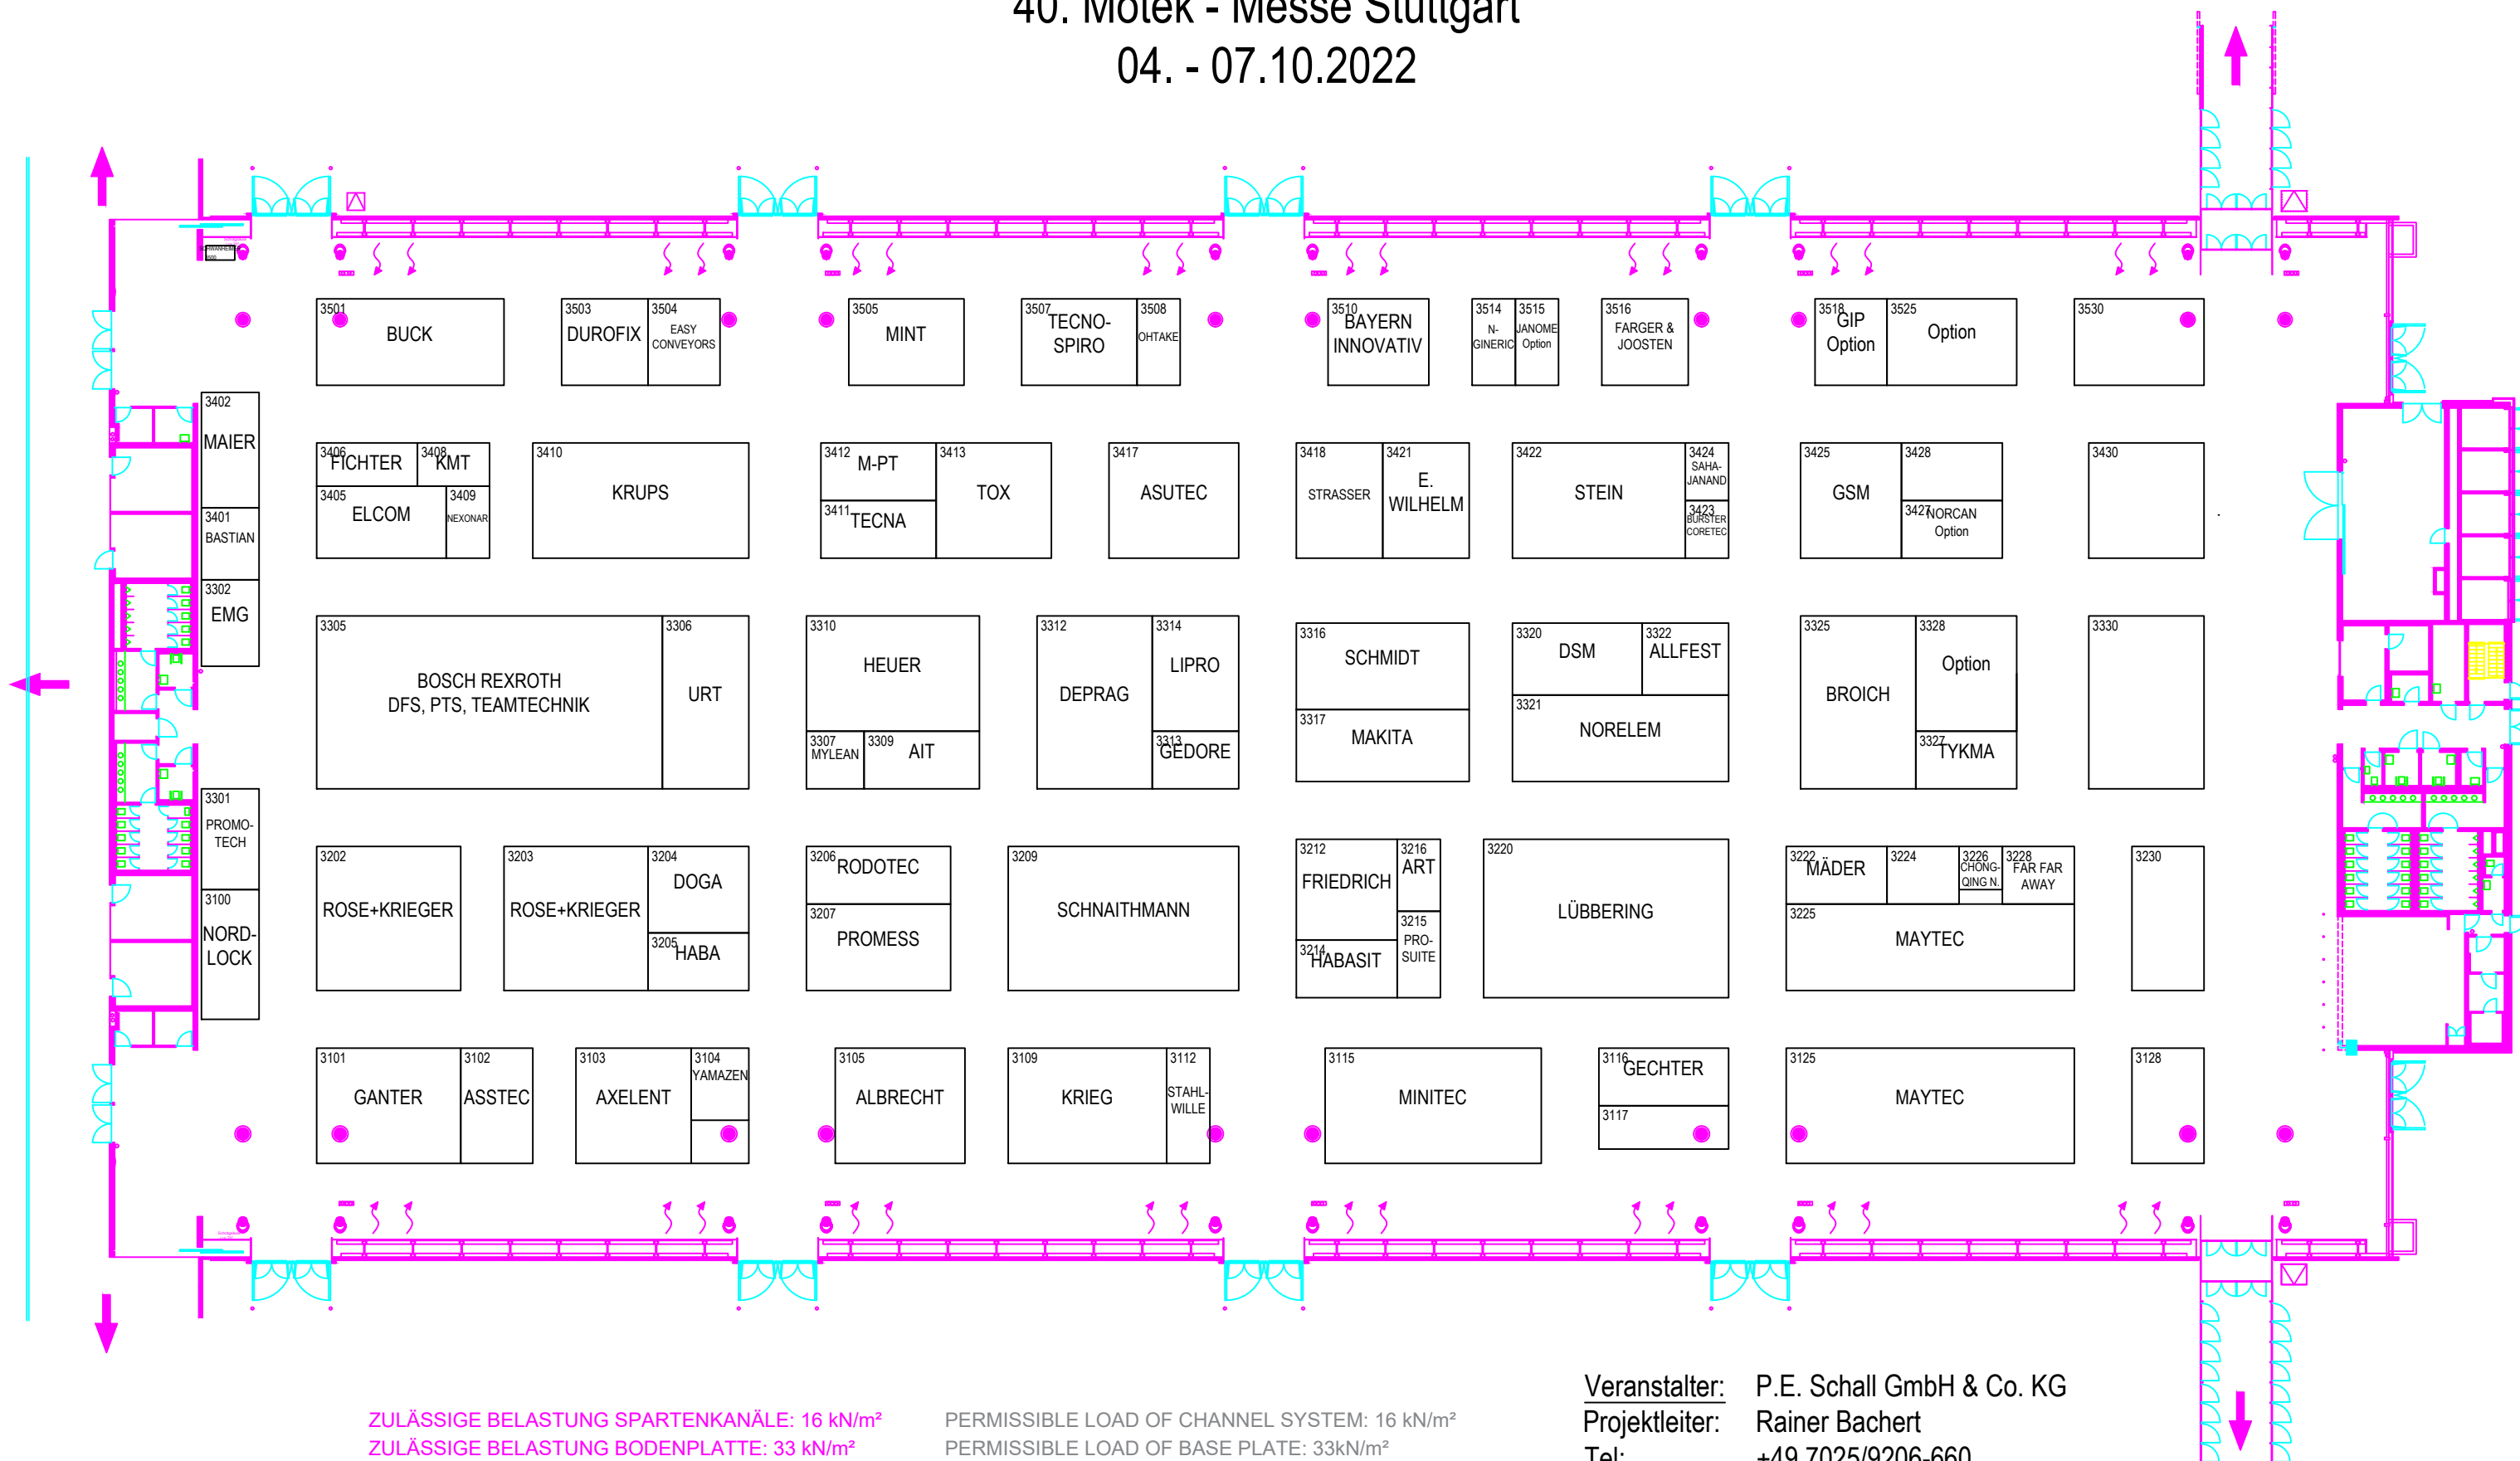 40. Motek - Messe Stuttgart
04. - 07.10.2022
3501
BUCK
3503
DUROFIX
3504
EASY
CONVEYORS
3505
MINT
3507
TECNO-
SPIRO
3508
OHTAKE
3510
BAYERN
INNOVATIV
3514
N-
GINERIC
3515
JANOME
Option
3516
FARGER &
JOOSTEN
3518
GIP
Option
3525
Option
3530
3402
MAIER
3401
BASTIAN
3302
EMG
3406
FICHTER
3408
KMT
3405
ELCOM
3409
NEXONAR
3410
KRUPS
3412
M-PT
3411
TECNA
3413
TOX
3417
ASUTEC
3418
STRASSER
3421
E.
WILHELM
3422
STEIN
3424
SAHA-
JANAND
3423
BURSTER
CORETEC
3425
GSM
3428
3427
NORCAN
Option
3430
3305
BOSCH REXROTH
DFS, PTS, TEAMTECHNIK
3306
URT
3310
HEUER
3307
MYLEAN
3309
AIT
3312
DEPRAG
3314
LIPRO
3313
GEDORE
3316
SCHMIDT
3317
MAKITA
3320
DSM
3322
ALLFEST
3321
NORELEM
3325
BROICH
3328
Option
3327
TYKMA
3330
3301
PROMO-
TECH
3100
NORD-
LOCK
3202
ROSE+KRIEGER
3203
ROSE+KRIEGER
3204
DOGA
3205
HABA
3206
RODOTEC
3207
PROMESS
3209
SCHNAITHMANN
3212
FRIEDRICH
3214
HABASIT
3216
ART
3215
PRO-
SUITE
3220
LÜBBERING
3222
MÄDER
3224
3226
CHONG-
QING N.
3228
FAR FAR
AWAY
3225
MAYTEC
3230
3101
GANTER
3102
ASSTEC
3103
AXELENT
3104
YAMAZEN
3105
ALBRECHT
3109
KRIEG
3112
STAHL-
WILLE
3115
MINITEC
3116
GECHTER
3117
3125
MAYTEC
3128
ZULÄSSIGE BELASTUNG SPARTENKANÄLE: 16 kN/m²
ZULÄSSIGE BELASTUNG BODENPLATTE: 33 kN/m²
PERMISSIBLE LOAD OF CHANNEL SYSTEM: 16 kN/m²
PERMISSIBLE LOAD OF BASE PLATE: 33kN/m²
Veranstalter: P.E. Schall GmbH & Co. KG
Projektleiter: Rainer Bachert
Tel: +49 7025/9206-660